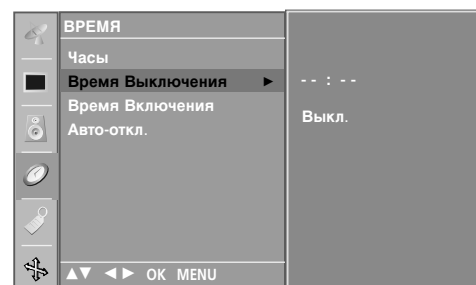 ВРЕМЯ
Часы
Время Выключения ►
Время Включения
Авто-откл.
▲▼ ◄► OK MENU
-- : --
Выкл.